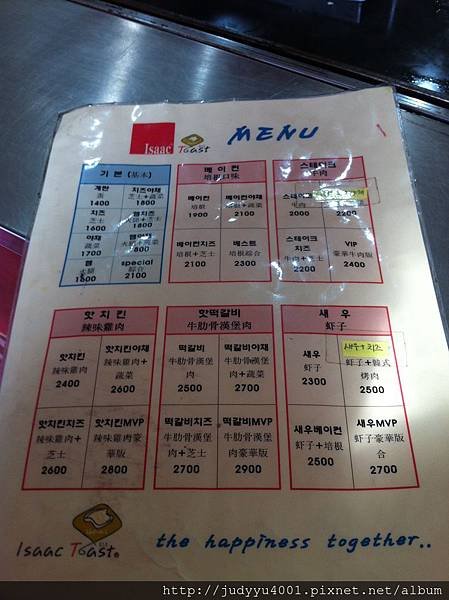 Isaac Toast MENU
기본 (基本)
계란
蛋
1400
치즈야채
芝士+蔬菜
1800
치즈
芝士
1600
햄치즈
火腿+芝士
1800
야채
蔬菜
1700
햄야채
火腿+蔬菜
1800
햄
火腿
1600
special
綜合
2100
베이컨
培根口味
베이컨
培根
1900
베이컨야채
培根+蔬菜
2100
베이컨치즈
培根+芝士
2100
베스트
培根綜合
2300
스테이크
牛肉
스테이크
牛肉
2000
2200
스테이크
치즈
牛肉+芝士
2200
VIP
豪華牛肉版
2400
핫치킨
辣味雞肉
핫치킨
辣味雞肉
2400
핫치킨야채
辣味雞肉+
蔬菜
2600
핫치킨치즈
辣味雞肉+
芝士
2600
핫치킨MVP
辣味雞肉豪
華版
2800
핫떡갈비
牛肋骨漢堡肉
떡갈비
牛肋骨漢堡
肉
2500
떡갈비야채
牛肋骨漢堡
肉+蔬菜
2700
떡갈비치즈
牛肋骨漢堡
肉+芝士
2700
떡갈비MVP
牛肋骨漢堡
肉豪華版
2900
새우
虾子
새우
虾子
2300
새우+치즈
虾子+韓式
烤肉
2500
새우베이컨
虾子+培根
2500
새우MVP
虾子豪華版
合
2700
Isaac Toast®
the happiness together..
http://judyyu4001.pixnet.net/album